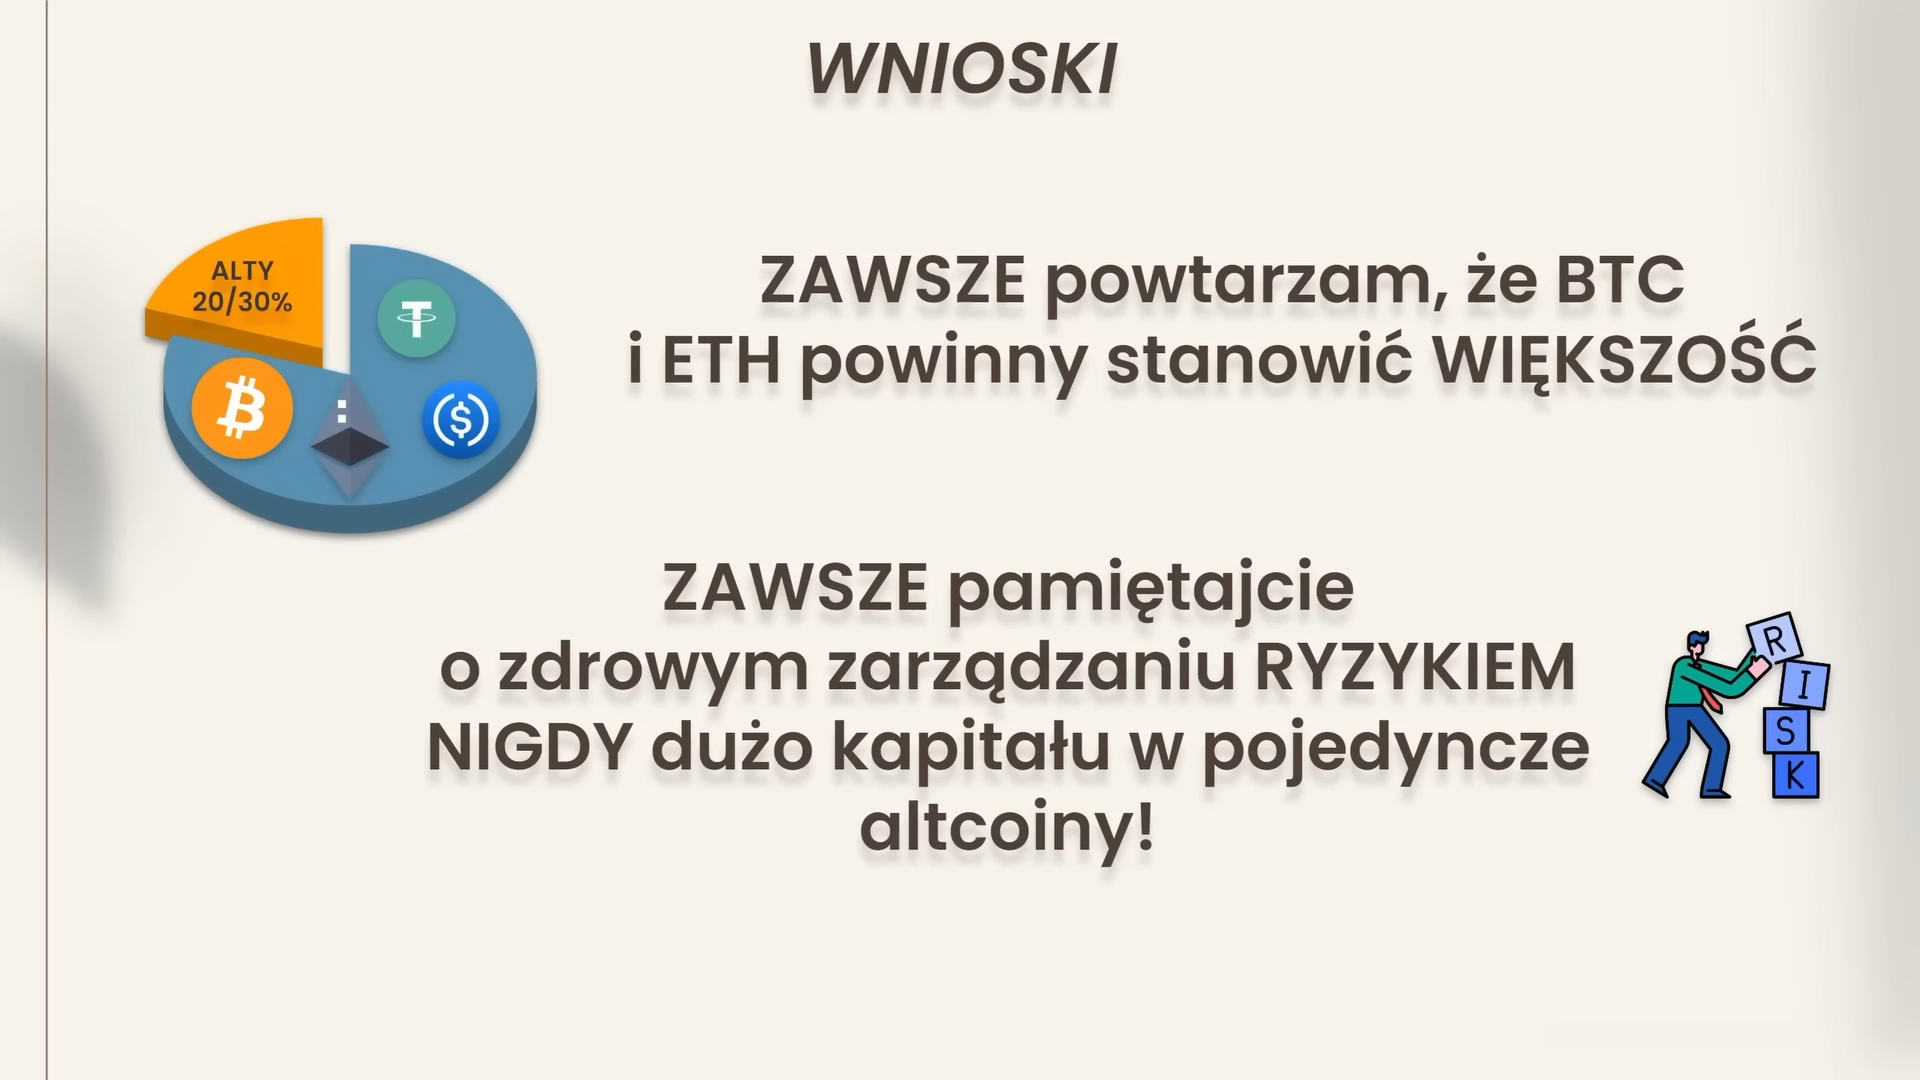 WNIOSKI
ALTY
20/30%
ZAWSZE powtarzam, że BTC
i ETH powinny stanowić WIĘKSZOŚĆ
ZAWSZE pamiętajcie
o zdrowym zarządzaniu RYZYKIEM
NIGDY dużo kapitału w pojedyncze
altcoiny!
R
I
S
K